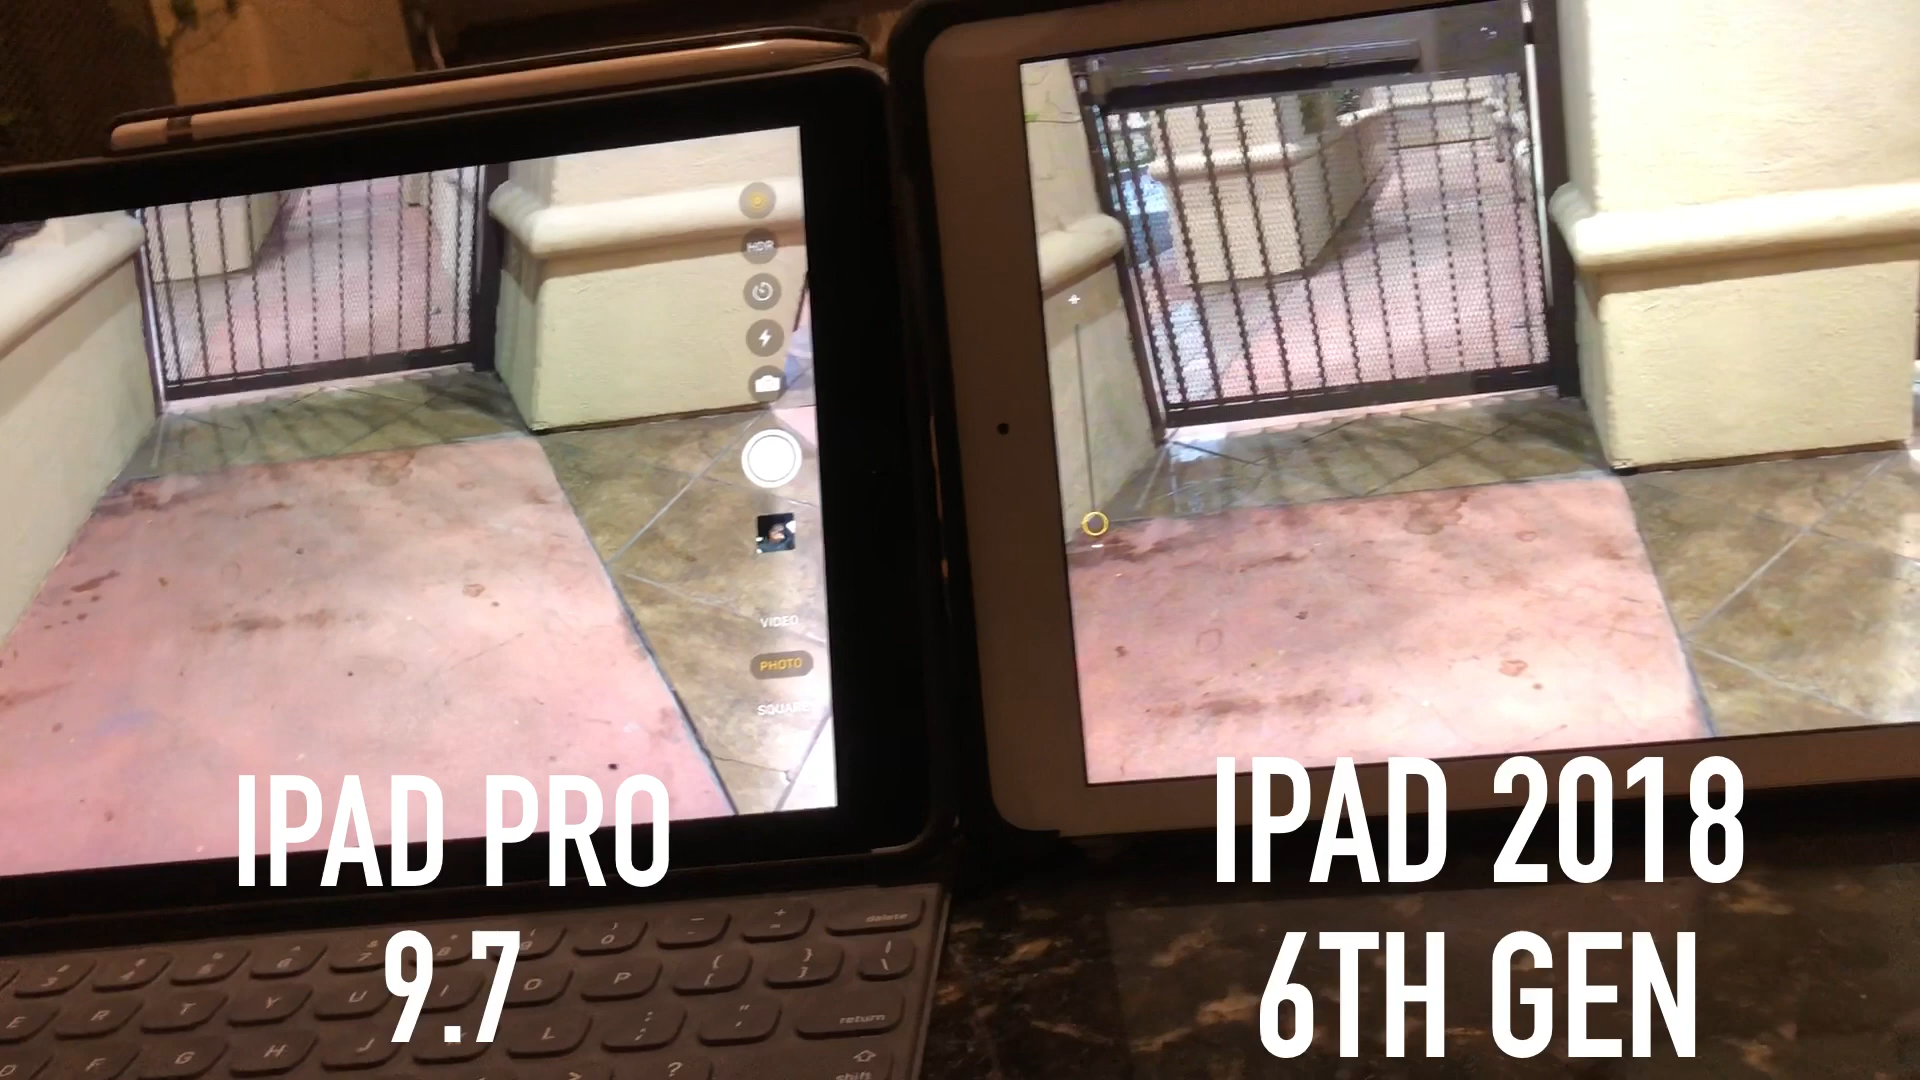 HDR
VIDEO
PHOTO
SQUARE
IPAD PRO
9.7
IPAD 2018
6TH GEN
- +
delete
O P { [ } ] | \
E R T Y U I
return
G H J L : ; " '
F
? shift